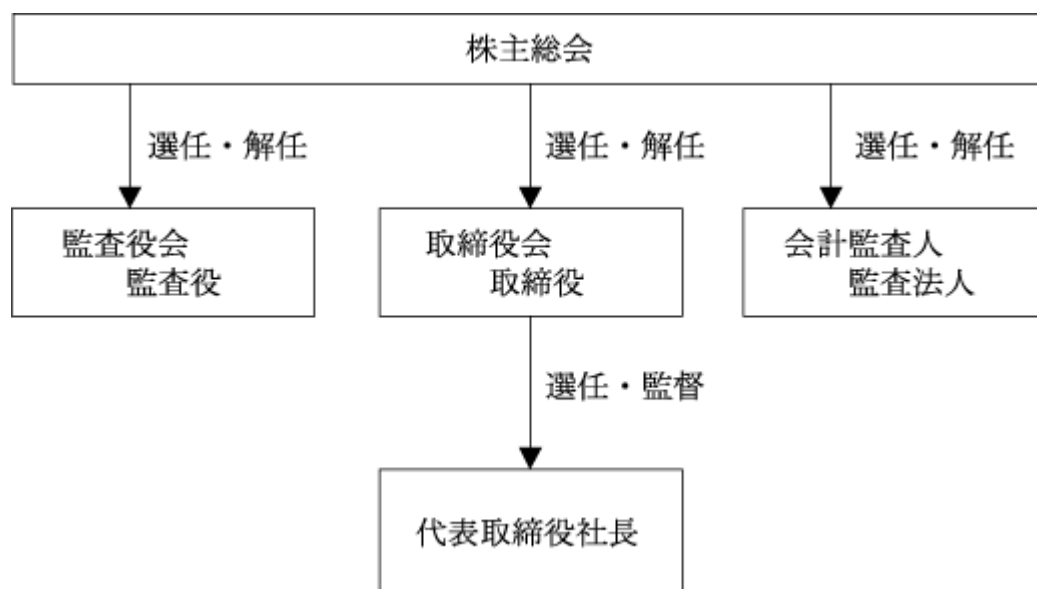 株主総会
選任・解任
選任・解任
選任・解任
監査役会
監査役
取締役会
取締役
会計監査人
監査法人
選任・監督
代表取締役社長